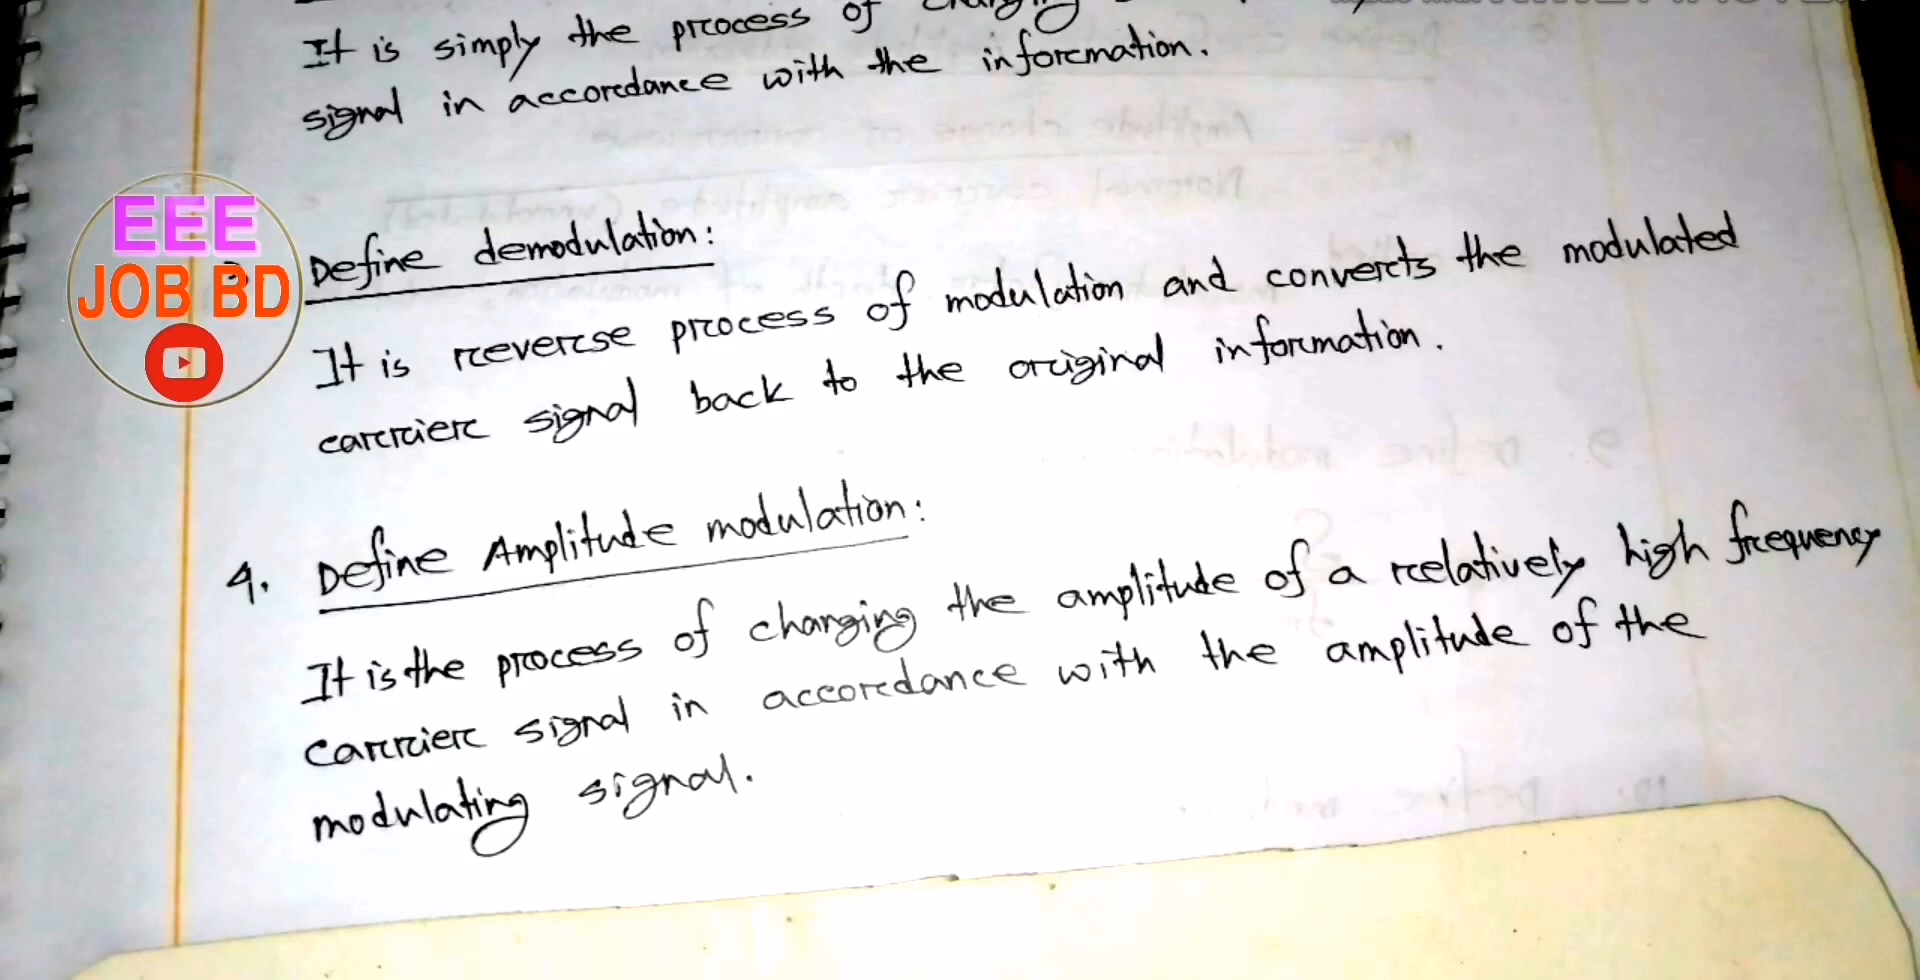 It is simply the process of changing
signal in accordance with the information.
EEE
JOB BD
3. Define demodulation:
It is reverse process of modulation and converts the modulated
carrier signal back to the original information.
4. Define Amplitude modulation:
It is the process of changing the amplitude of a relatively high frequency
carrier signal in accordance with the amplitude of the
modulating signal.